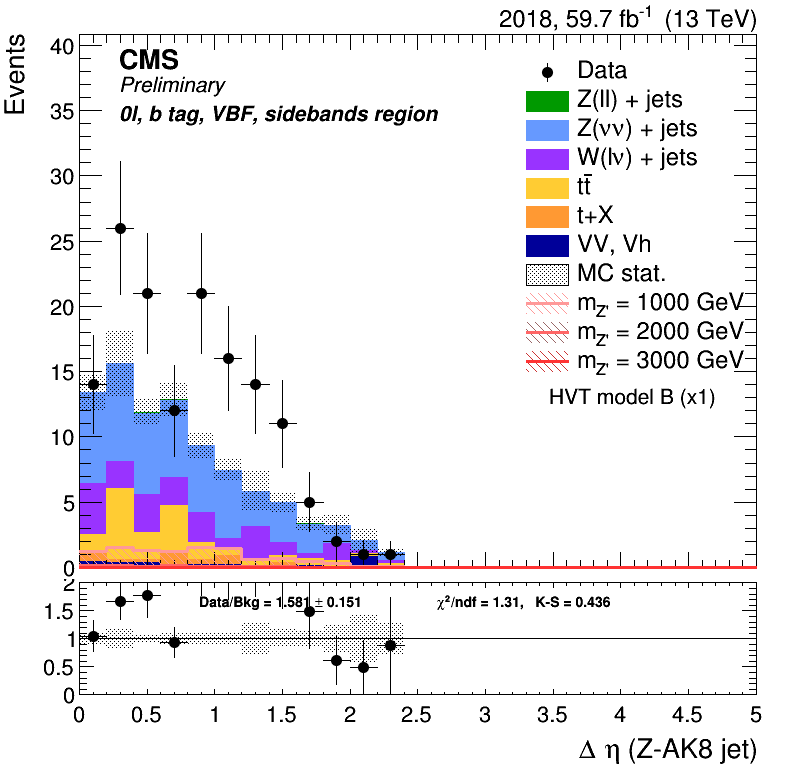 2018, 59.7 fb⁻¹ (13 TeV)
Events
CMS
Preliminary
0l, b tag, VBF, sidebands region
Data
Z(ll) + jets
Z(νν) + jets
W(lν) + jets
tt̄
t+X
VV, Vh
MC stat.
m_Z' = 1000 GeV
m_Z' = 2000 GeV
m_Z' = 3000 GeV
HVT model B (x1)
40
35
30
25
20
15
10
5
0
Data/Bkg = 1.581 ± 0.151
χ²/ndf = 1.31, K-S = 0.436
2
1.5
1
0.5
0
0 0.5 1 1.5 2 2.5 3 3.5 4 4.5 5
Δ η (Z-AK8 jet)